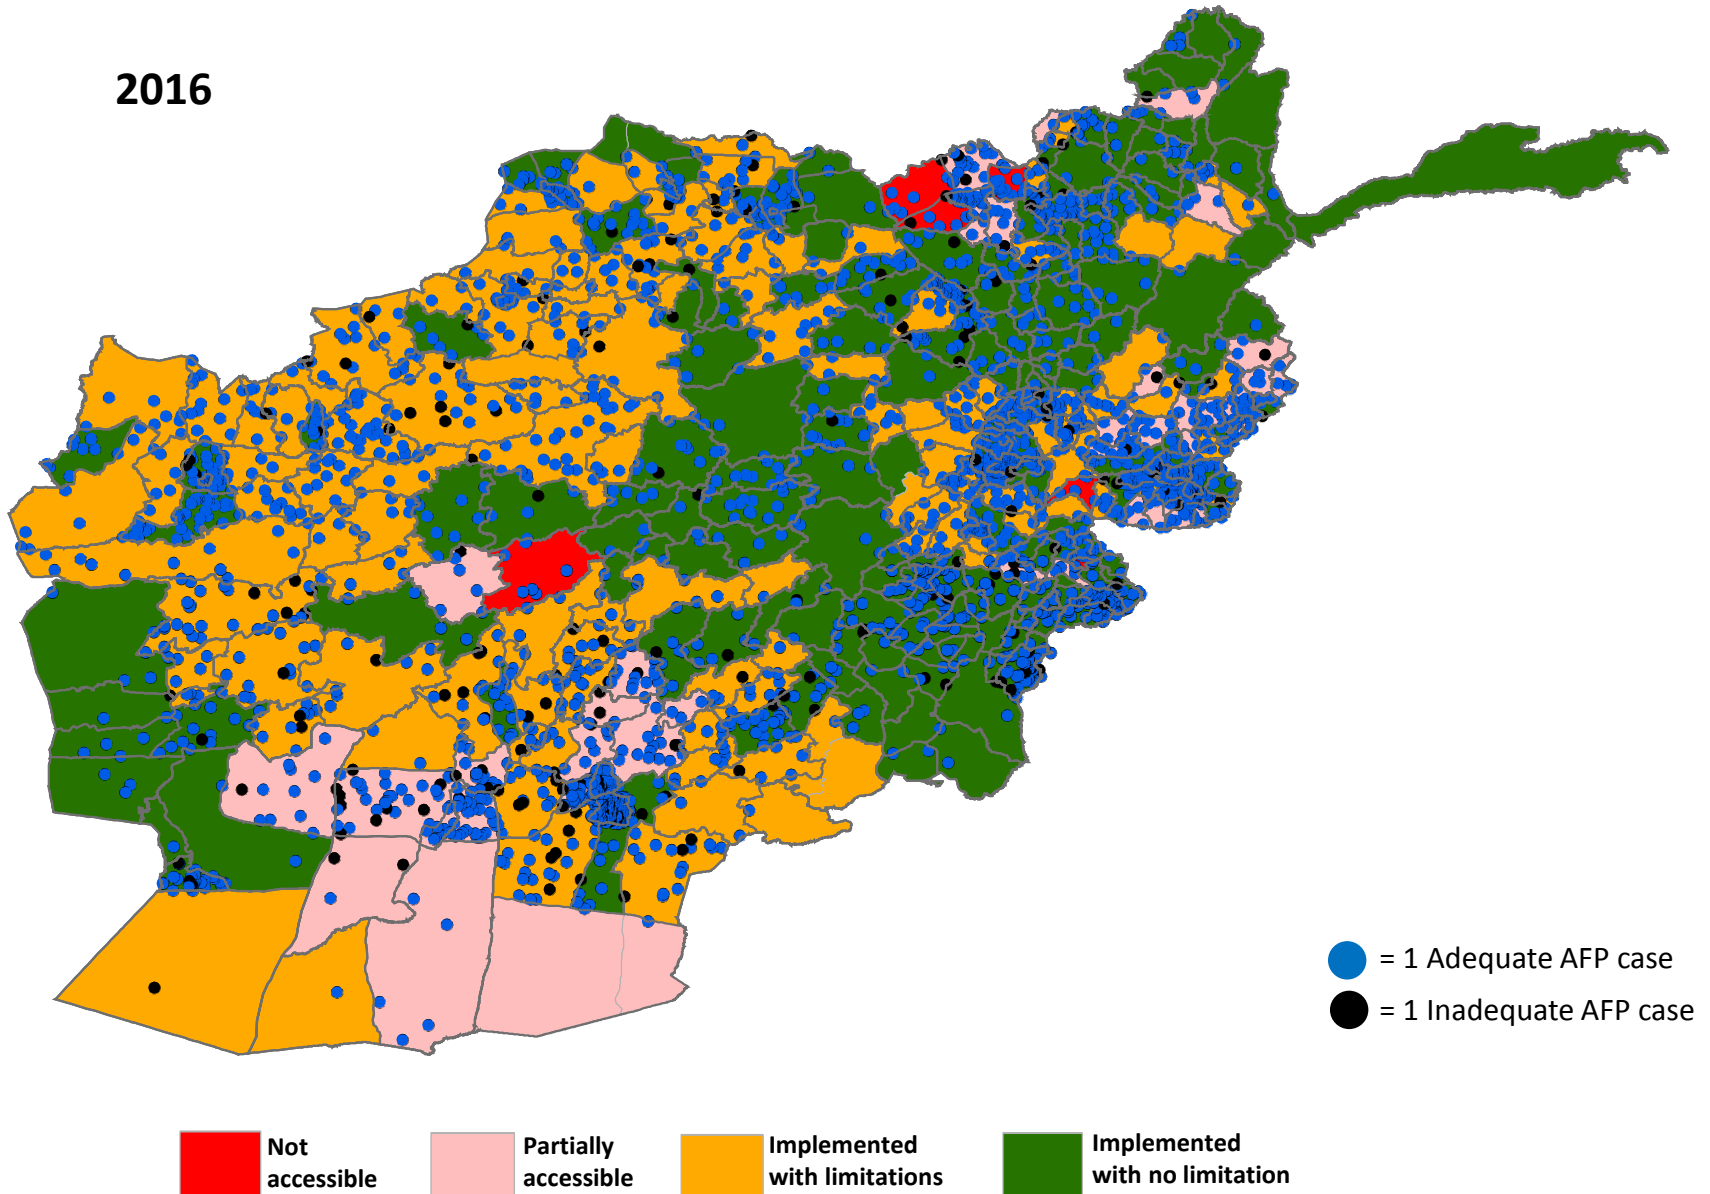 2016
= 1 Adequate AFP case
= 1 Inadequate AFP case
Not
accessible
Partially
accessible
Implemented
with limitations
Implemented
with no limitation